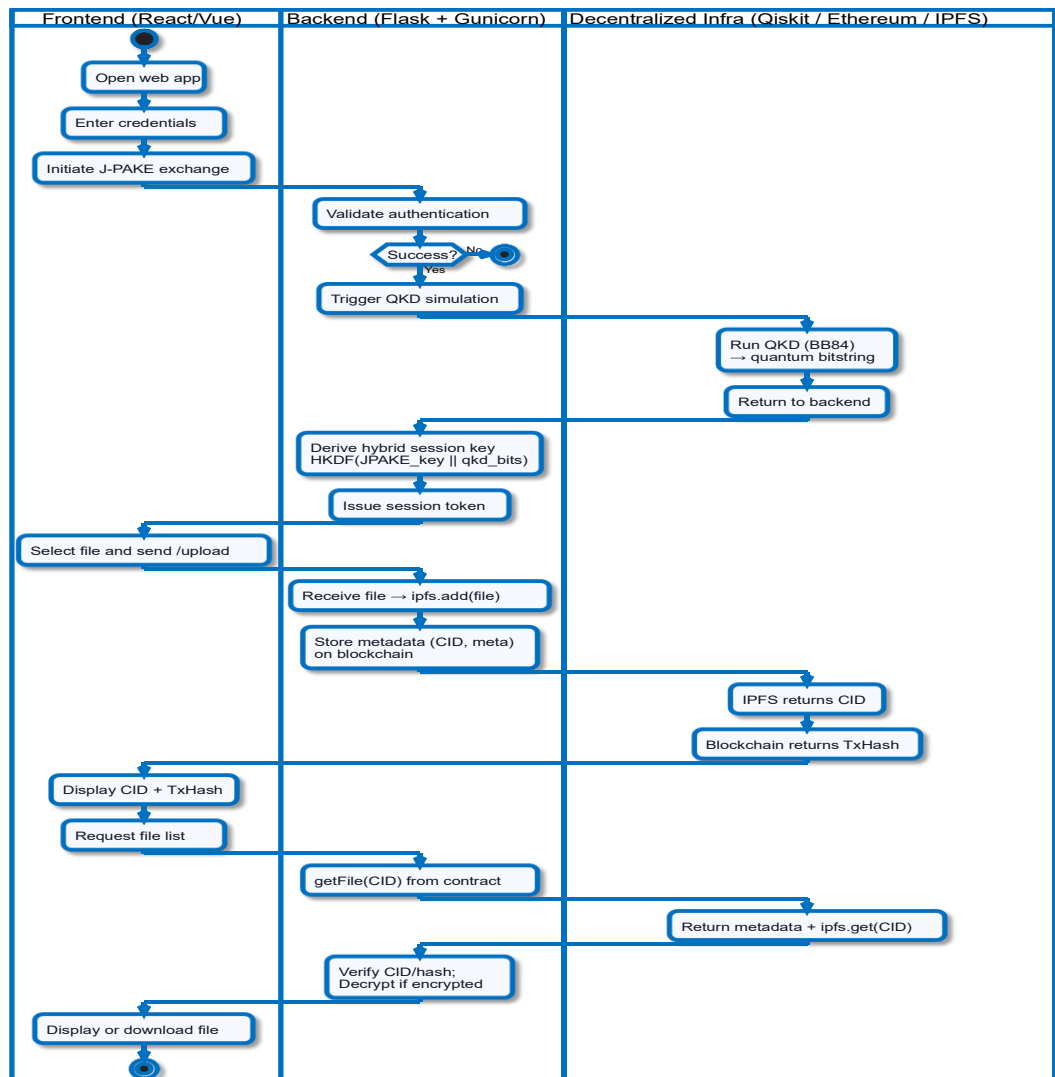 Frontend (React/Vue)
Backend (Flask + Gunicorn)
Decentralized Infra (Qiskit / Ethereum / IPFS)
Open web app
Enter credentials
Initiate J-PAKE exchange
Validate authentication
Success?
No
Yes
Trigger QKD simulation
Run QKD (BB84)
→ quantum bitstring
Return to backend
Derive hybrid session key
HKDF(JPAKE_key || qkd_bits)
Issue session token
Select file and send /upload
Receive file → ipfs.add(file)
Store metadata (CID, meta)
on blockchain
IPFS returns CID
Blockchain returns TxHash
Display CID + TxHash
Request file list
getFile(CID) from contract
Return metadata + ipfs.get(CID)
Verify CID/hash;
Decrypt if encrypted
Display or download file